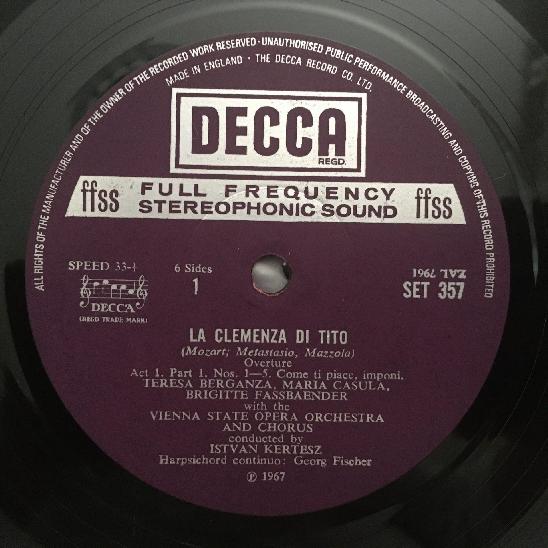 ALL RIGHTS OF THE MANUFACTURER AND OF THE OWNER OF THE RECORDED WORK RESERVED · UNAUTHORISED PUBLIC PERFORMANCE BROADCASTING AND COPYING OF THIS RECORD PROHIBITED
MADE IN ENGLAND · THE DECCA RECORD CO. LTD.
DECCA
REGD.
ffss FULL FREQUENCY STEREOPHONIC SOUND ffss
SPEED 33⅓
6 Sides
1
DECCA
(REGD TRADE MARK)
ZAL 7961
SET 357
LA CLEMENZA DI TITO
(Mozart; Metastasio, Mazzola)
Overture
Act 1. Part 1. Nos. 1—5. Come ti piace, imponi.
TERESA BERGANZA, MARIA CASULA,
BRIGITTE FASSBAENDER
with the
VIENNA STATE OPERA ORCHESTRA
AND CHORUS
conducted by
ISTVAN KERTESZ
Harpsichord continuo: Georg Fischer
℗ 1967